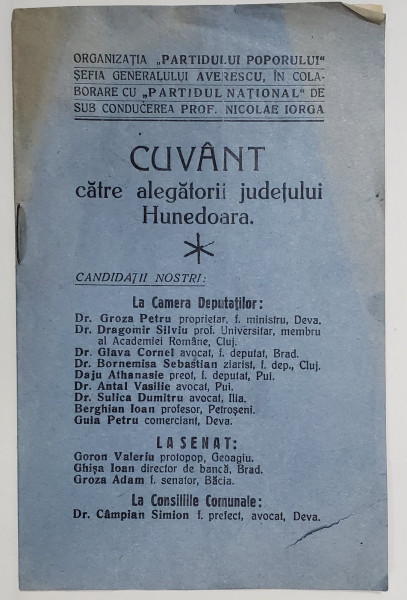 ORGANIZAȚIA „PARTIDULUI POPORULUI"
ȘEFIA GENERALULUI AVERESCU, ÎN COLA-
BORARE CU „PARTIDUL NAȚIONAL" DE
SUB CONDUCEREA PROF. NICOLAE IORGA
CUVÂNT
către alegătorii județului
Hunedoara.
CANDIDAȚII NOSTRI:
La Camera Deputaților:
Dr. Groza Petru proprietar, f. ministru, Deva.
Dr. Dragomir Silviu prof. Universitar, membru
al Academiei Române, Cluj.
Dr. Glava Cornel avocat, f. deputat, Brad.
Dr. Bornemisa Sebastian ziarist, f. dep., Cluj.
Daju Athanasie preot, f. deputat, Pui.
Dr. Antal Vasilie avocat, Pui.
Dr. Sulica Dumitru avocat, Ilia.
Berghian Ioan profesor, Petroșeni.
Guia Petru comerciant, Deva.
LA SENAT:
Goron Valeriu protopop, Geoagiu.
Ghișa Ioan director de bancă, Brad.
Groza Adam f. senator, Băcia.
La Consiliile Comunale:
Dr. Câmpian Simion f. prefect, avocat, Deva.